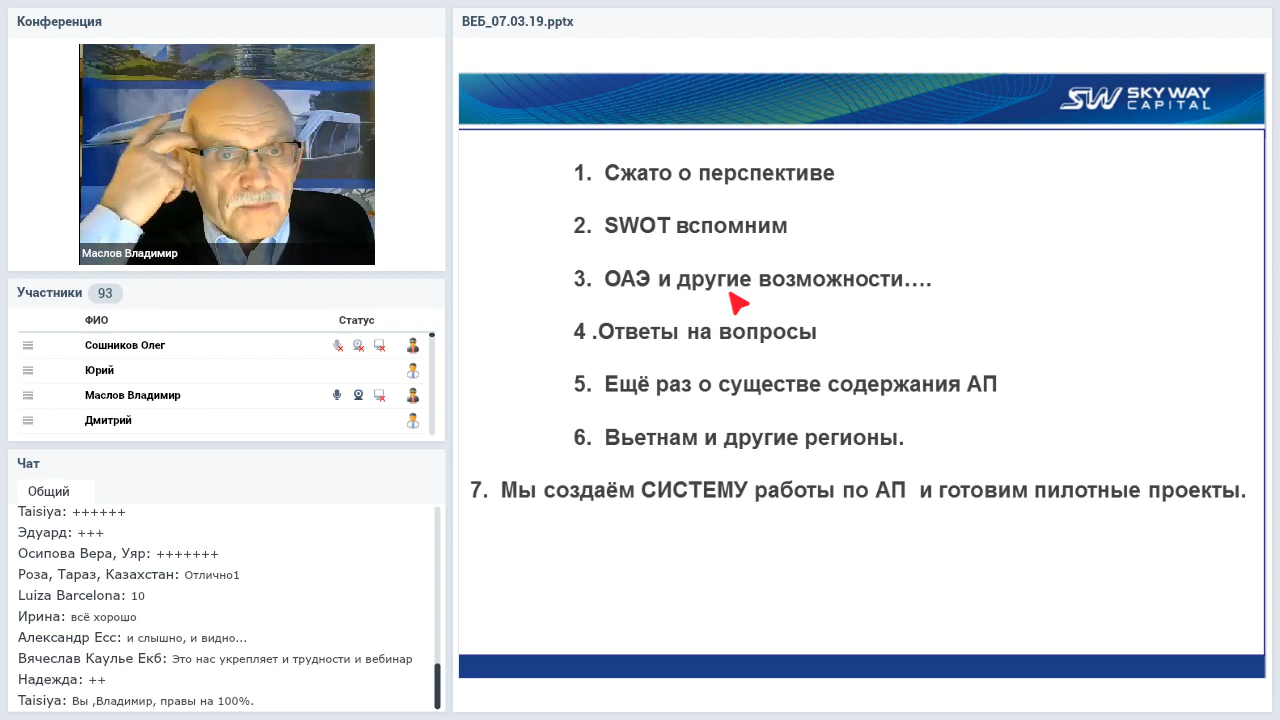 Конференция
Маслов Владимир
Участники 93
ФИО Статус
Сошников Олег
Юрий
Маслов Владимир
Дмитрий
Чат
Общий
Taisiya: ++++++
Эдуард: +++
Осипова Вера, Уяр: +++++++
Роза, Тараз, Казахстан: Отлично1
Luiza Barcelona: 10
Ирина: всё хорошо
Александр Есс: и слышно, и видно...
Вячеслав Каулье Екб: Это нас укрепляет и трудности и вебинар
Надежда: ++
Taisiya: Вы ,Владимир, правы на 100%.
ВЕБ_07.03.19.pptx
SW SKY WAY
CAPITAL
1. Сжато о перспективе
2. SWOT вспомним
3. ОАЭ и другие возможности....
4 .Ответы на вопросы
5. Ещё раз о существе содержания АП
6. Вьетнам и другие регионы.
7. Мы создаём СИСТЕМУ работы по АП и готовим пилотные проекты.